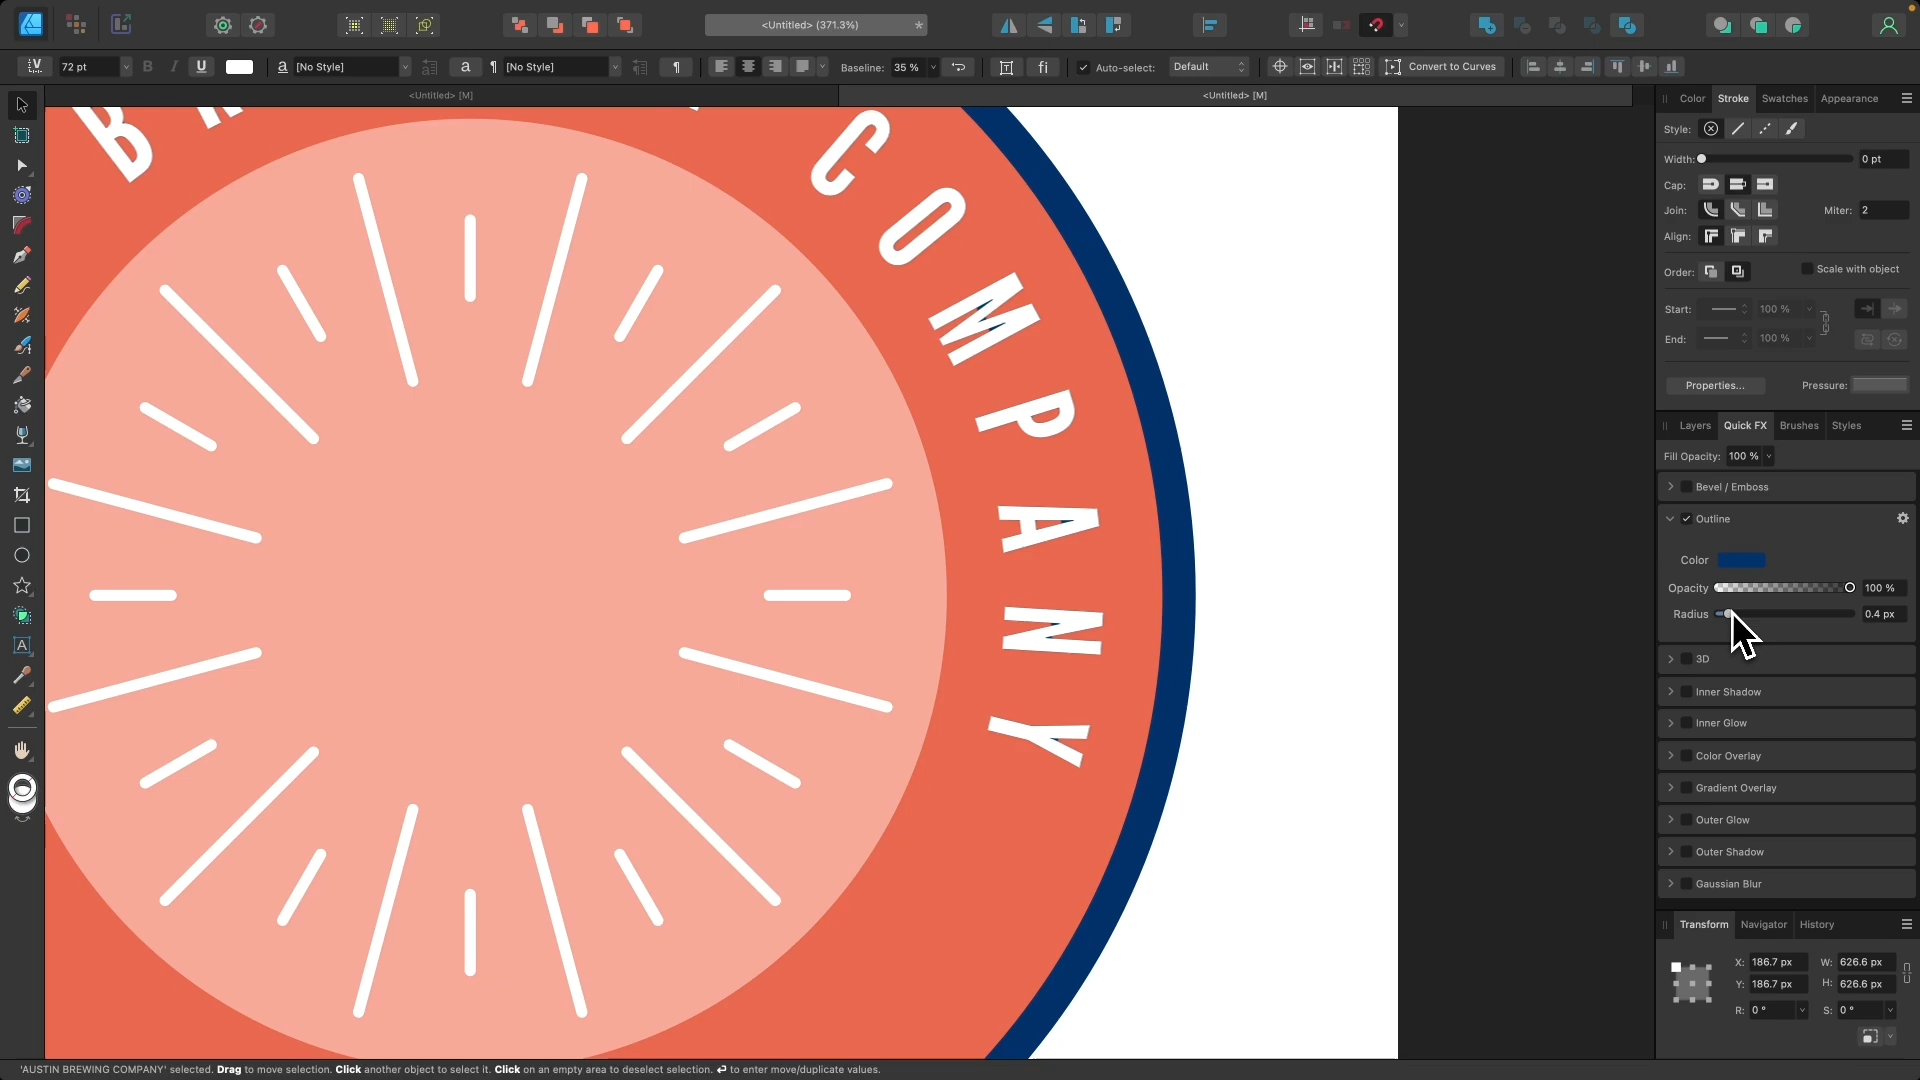 <Untitled> (371.3%)
*
72 pt
B I U
a [No Style]
a
¶ [No Style]
¶
Baseline: 35 %
fi
Auto-select: Default
Convert to Curves
<Untitled> [M]
<Untitled> [M]
Color Stroke Swatches Appearance
Style:
Width: 0 pt
Cap:
Join:
Miter: 2
Align:
Order:
Scale with object
Start: 100 %
End: 100 %
Properties...
Pressure:
Layers Quick FX Brushes Styles
Fill Opacity: 100 %
Bevel / Emboss
Outline
Color
Opacity 100 %
Radius 0.4 px
3D
Inner Shadow
Inner Glow
Color Overlay
Gradient Overlay
Outer Glow
Outer Shadow
Gaussian Blur
Transform Navigator History
X: 186.7 px W: 626.6 px
Y: 186.7 px H: 626.6 px
R: 0 ° S: 0 °
COMPANY
'AUSTIN BREWING COMPANY' selected. Drag to move selection. Click another object to select it. Click on an empty area to deselect selection. ⏎ to enter move/duplicate values.